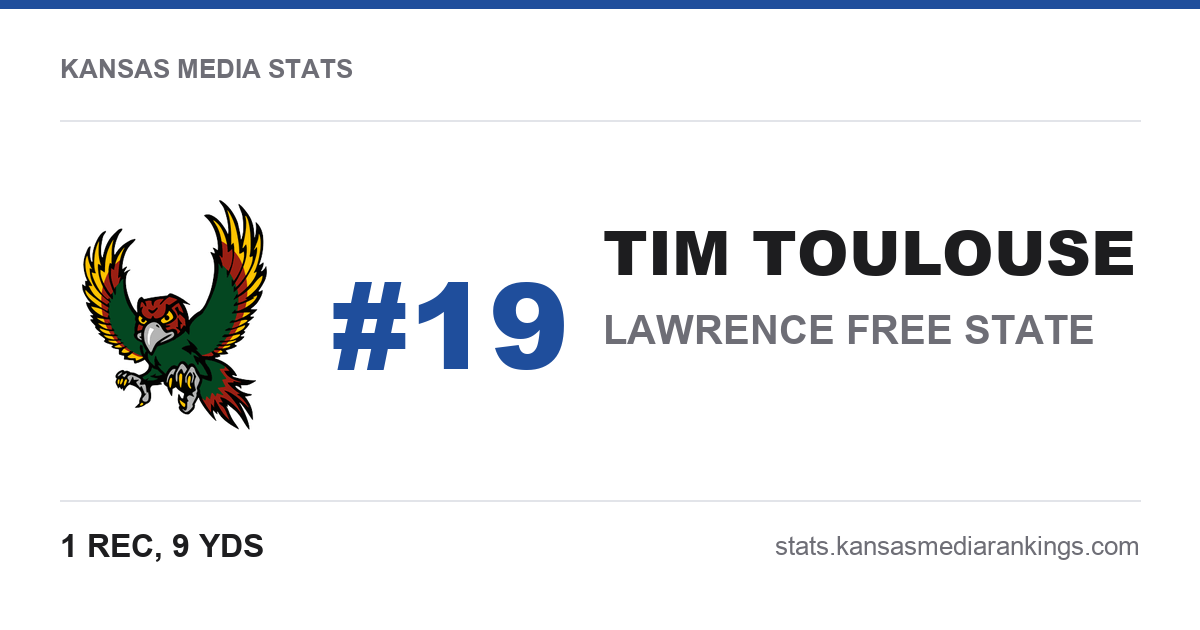 KANSAS MEDIA STATS
#19
TIM TOULOUSE
LAWRENCE FREE STATE
1 REC, 9 YDS
stats.kansasmediarankings.com